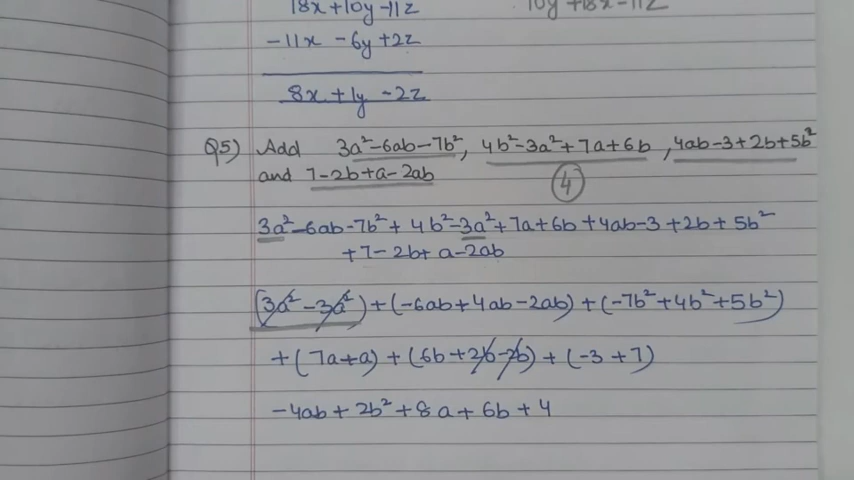 18x+10y-11z
10y+18x-11z
-11x -6y+2z
8x+1y-2z
Q5) Add 3a²-6ab-7b², 4b²-3a²+7a+6b, 4ab-3+2b+5b²
and 7-2b+a-2ab
4
3a²-6ab-7b²+4b²-3a²+7a+6b+4ab-3+2b+5b²
+7-2b+a-2ab
(3a²-3a²)+(-6ab+4ab-2ab)+(-7b²+4b²+5b²)
+(7a+a)+(6b+2b-2b)+(-3+7)
-4ab+2b²+8a+6b+4